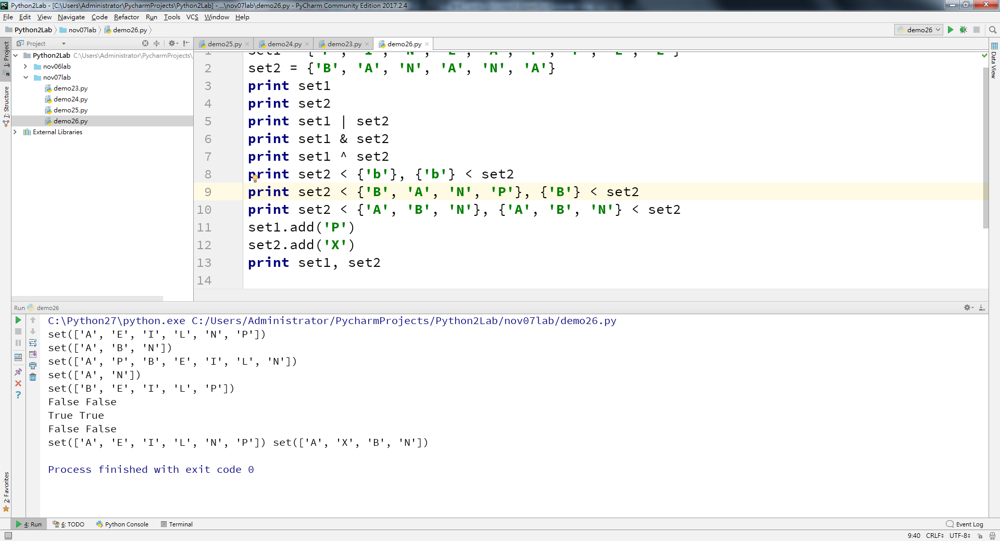 Python2Lab - [C:\Users\Administrator\PycharmProjects\Python2Lab] - ...\nov07lab\demo26.py - PyCharm Community Edition 2017.2.4
File Edit View Navigate Code Refactor Run Tools VCS Window Help
Python2Lab nov07lab demo26.py demo26
Project demo25.py demo24.py demo23.py demo26.py
1: Project
7: Structure
2: Favorites
Data View
Python2Lab C:\Users\Administrator\PycharmProjects\
nov06lab
nov07lab
demo23.py
demo24.py
demo25.py
demo26.py
External Libraries
2 set2 = {'B', 'A', 'N', 'A', 'N', 'A'}
3 print set1
4 print set2
5 print set1 | set2
6 print set1 & set2
7 print set1 ^ set2
8 print set2 < {'b'}, {'b'} < set2
9 print set2 < {'B', 'A', 'N', 'P'}, {'B'} < set2
10 print set2 < {'A', 'B', 'N'}, {'A', 'B', 'N'} < set2
11 set1.add('P')
12 set2.add('X')
13 print set1, set2
14
Run demo26
C:\Python27\python.exe C:/Users/Administrator/PycharmProjects/Python2Lab/nov07lab/demo26.py
set(['A', 'E', 'I', 'L', 'N', 'P'])
set(['A', 'B', 'N'])
set(['A', 'P', 'B', 'E', 'I', 'L', 'N'])
set(['A', 'N'])
set(['B', 'E', 'I', 'L', 'P'])
False False
True True
False False
set(['A', 'E', 'I', 'L', 'N', 'P']) set(['A', 'X', 'B', 'N'])
Process finished with exit code 0
4: Run 6: TODO Python Console Terminal Event Log
9:40 CRLF UTF-8